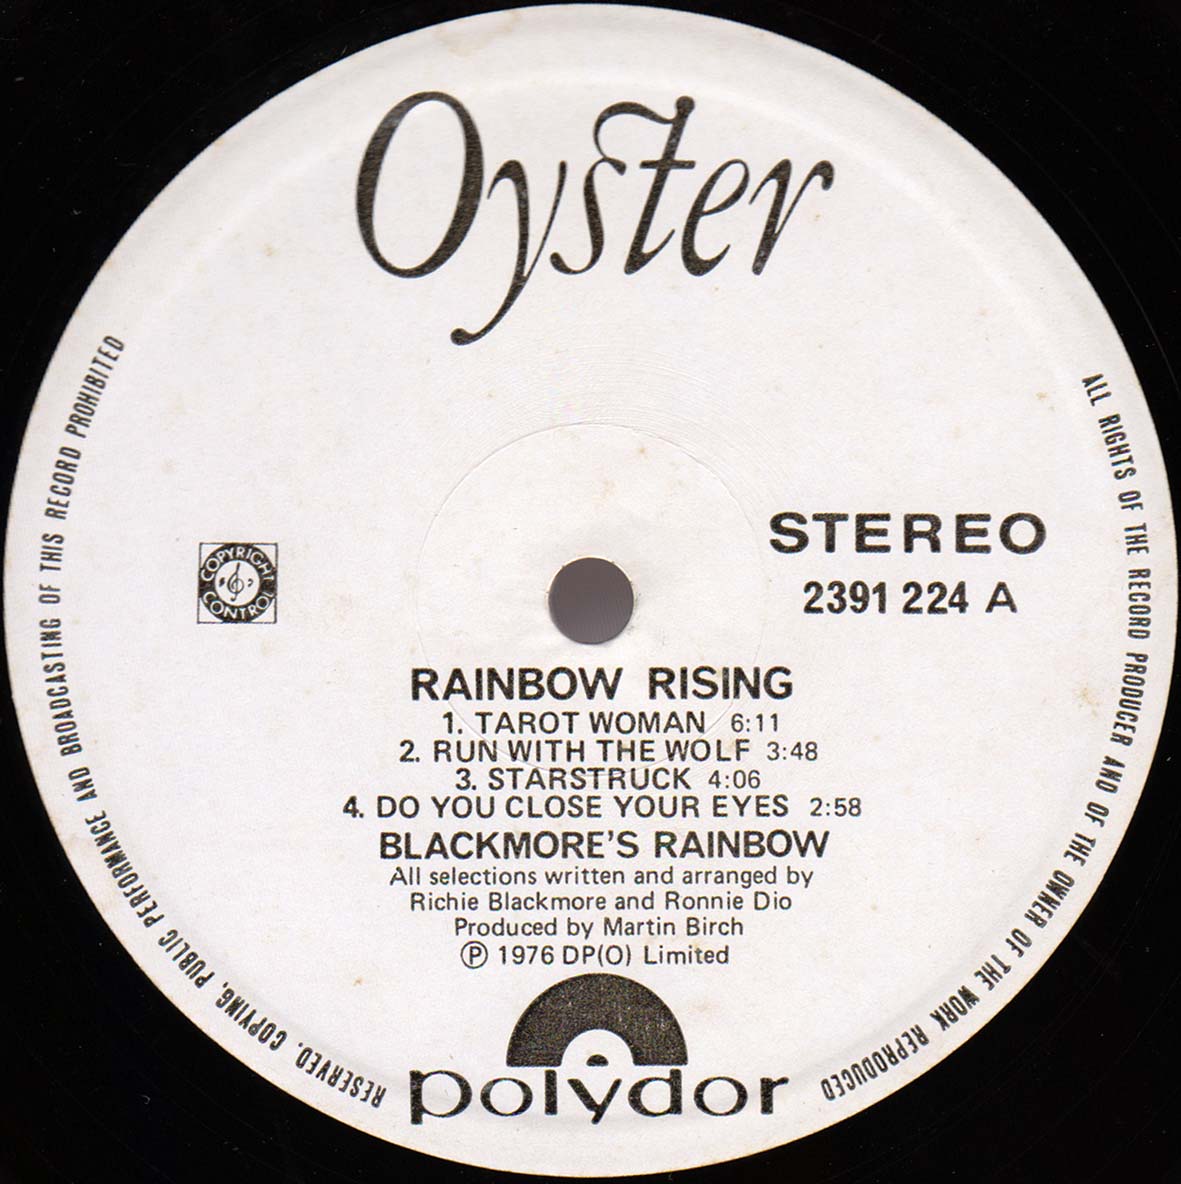 Oyster
STEREO
2391 224 A
COPYRIGHT
CONTROL
RAINBOW RISING
1. TAROT WOMAN 6:11
2. RUN WITH THE WOLF 3:48
3. STARSTRUCK 4:06
4. DO YOU CLOSE YOUR EYES 2:58
BLACKMORE'S RAINBOW
All selections written and arranged by
Richie Blackmore and Ronnie Dio
Produced by Martin Birch
℗ 1976 DP(O) Limited
polydor
ALL RIGHTS OF THE RECORD PRODUCER AND OF THE OWNER OF THE WORK REPRODUCED
RESERVED. COPYING, PUBLIC PERFORMANCE AND BROADCASTING OF THIS RECORD PROHIBITED